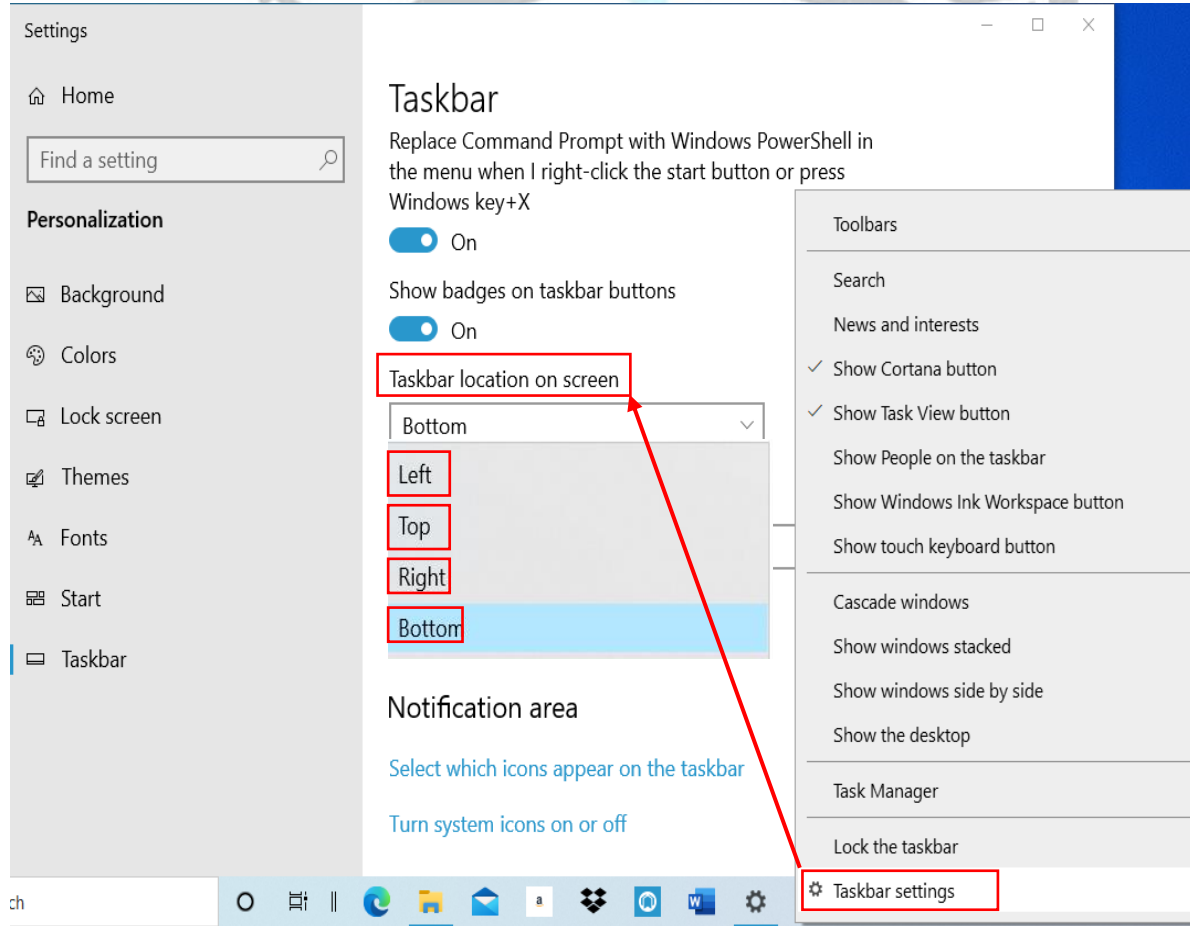 Settings
Home
Find a setting
Personalization
Background
Colors
Lock screen
Themes
Fonts
Start
Taskbar
Taskbar
Replace Command Prompt with Windows PowerShell in
the menu when I right-click the start button or press
Windows key+X
On
Show badges on taskbar buttons
On
Taskbar location on screen
Bottom
Left
Top
Right
Bottom
Notification area
Select which icons appear on the taskbar
Turn system icons on or off
Toolbars
Search
News and interests
Show Cortana button
Show Task View button
Show People on the taskbar
Show Windows Ink Workspace button
Show touch keyboard button
Cascade windows
Show windows stacked
Show windows side by side
Show the desktop
Task Manager
Lock the taskbar
Taskbar settings
ch
a
W